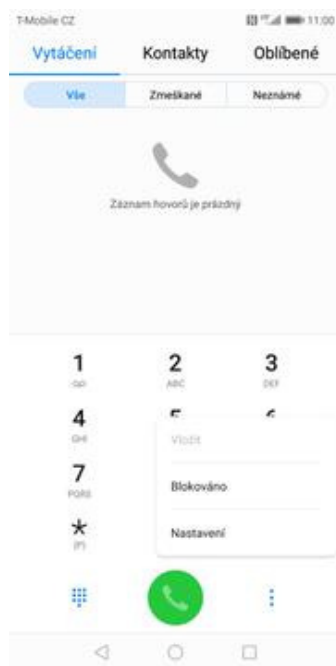 T-Mobile CZ 11:00
Vytáčení Kontakty Oblíbené
Vše Zmeškané Neznámé
Záznam hovorů je prázdný
1 2 3
ABC DEF
4
GHI
Vložit
7
PQRS
Blokováno
*
(P)
Nastavení